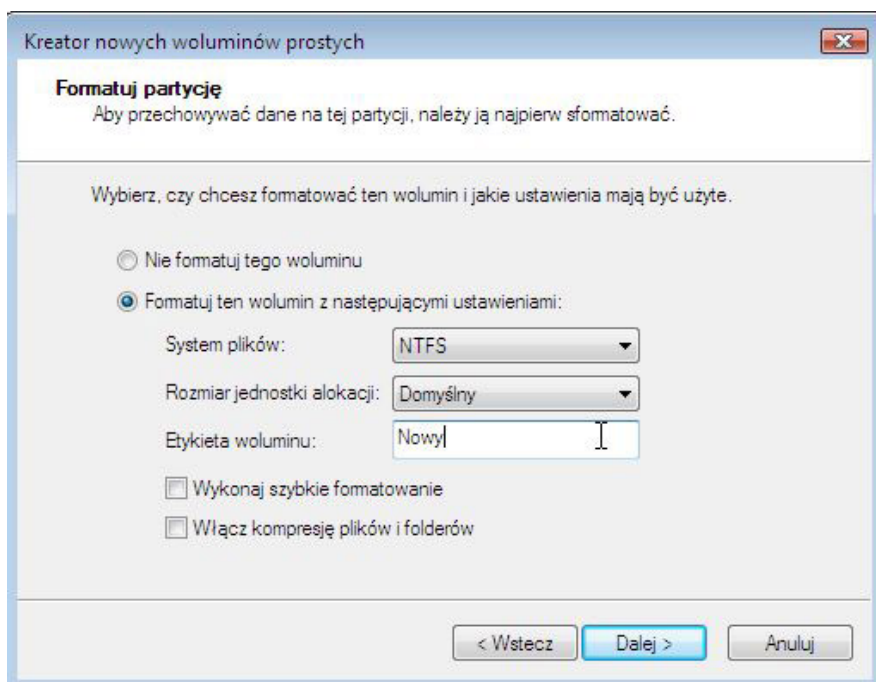 Kreator nowych woluminów prostych
Formatuj partycję
Aby przechowywać dane na tej partycji, należy ją najpierw sformatować.
Wybierz, czy chcesz formatować ten wolumin i jakie ustawienia mają być użyte.
Nie formatuj tego woluminu
Formatuj ten wolumin z następującymi ustawieniami:
System plików: NTFS
Rozmiar jednostki alokacji: Domyślny
Etykieta woluminu: Nowy
Wykonaj szybkie formatowanie
Włącz kompresję plików i folderów
< Wstecz Dalej > Anuluj